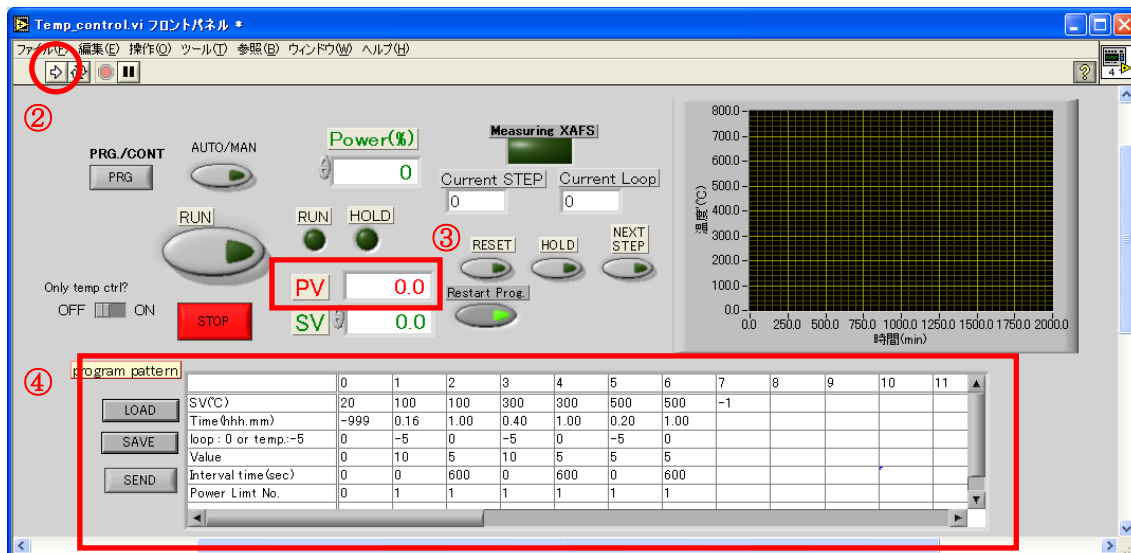 Temp_control.vi フロントパネル *
ファイル(F) 編集(E) 操作(O) ツール(T) 参照(B) ウィンドウ(W) ヘルプ(H)
4
②
PRG./CONT
PRG
AUTO/MAN
Power(%)
0
Measuring XAFS
Current STEP
0
Current Loop
0
RUN
RUN
HOLD
③
RESET
HOLD
NEXT
STEP
PV
0.0
Restart Prog.
Only temp ctrl?
OFF ON
STOP
SV
0.0
温度(℃)
800.0
700.0
600.0
500.0
400.0
300.0
200.0
100.0
0.0
0.0 250.0 500.0 750.0 1000.0 1250.0 1500.0 1750.0 2000.0
時間(min)
④
program pattern
LOAD
SAVE
SEND
0 1 2 3 4 5 6 7 8 9 10 11
SV(℃) 20 100 100 300 300 500 500 -1
Time(hhh.mm) -999 0.16 1.00 0.40 1.00 0.20 1.00
loop : 0 or temp.:-5 0 -5 0 -5 0 -5 0
Value 0 10 5 10 5 5 5
Interval time(sec) 0 0 600 0 600 0 600
Power Limt No. 0 1 1 1 1 1 1